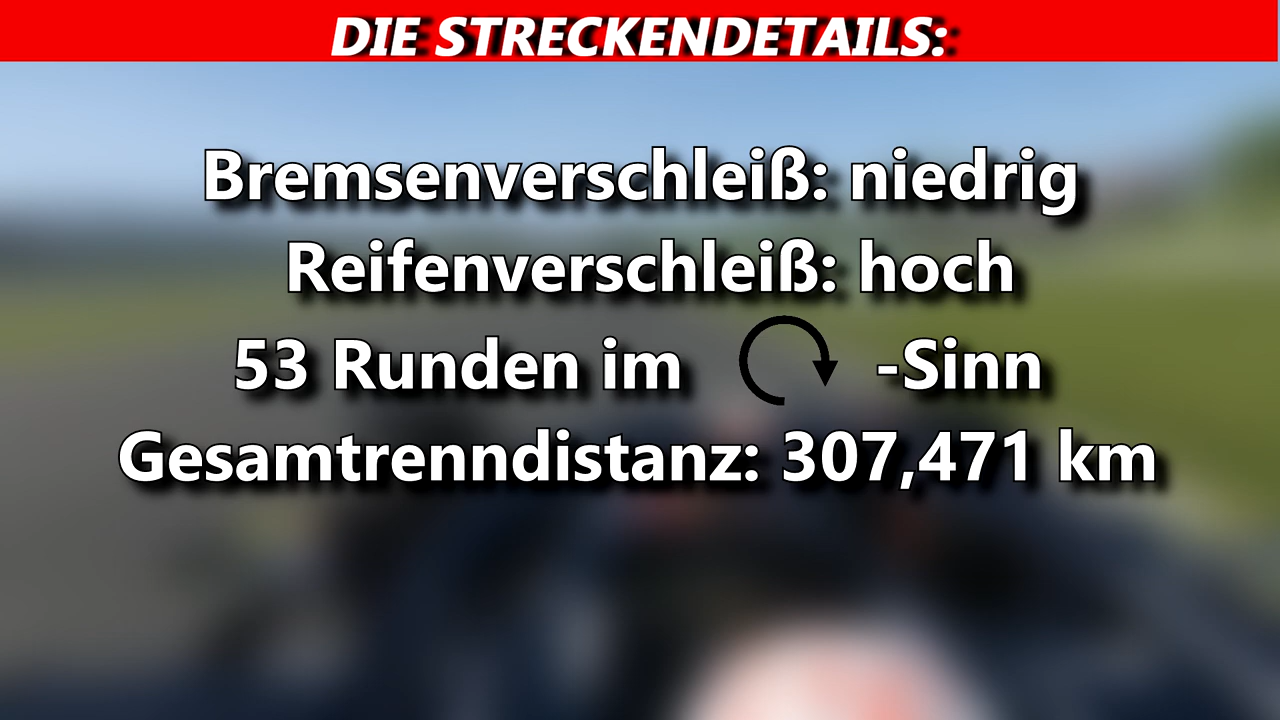 DIE STRECKENDETAILS:
Bremsenverschleiß: niedrig
Reifenverschleiß: hoch
53 Runden im -Sinn
Gesamtrenndistanz: 307,471 km